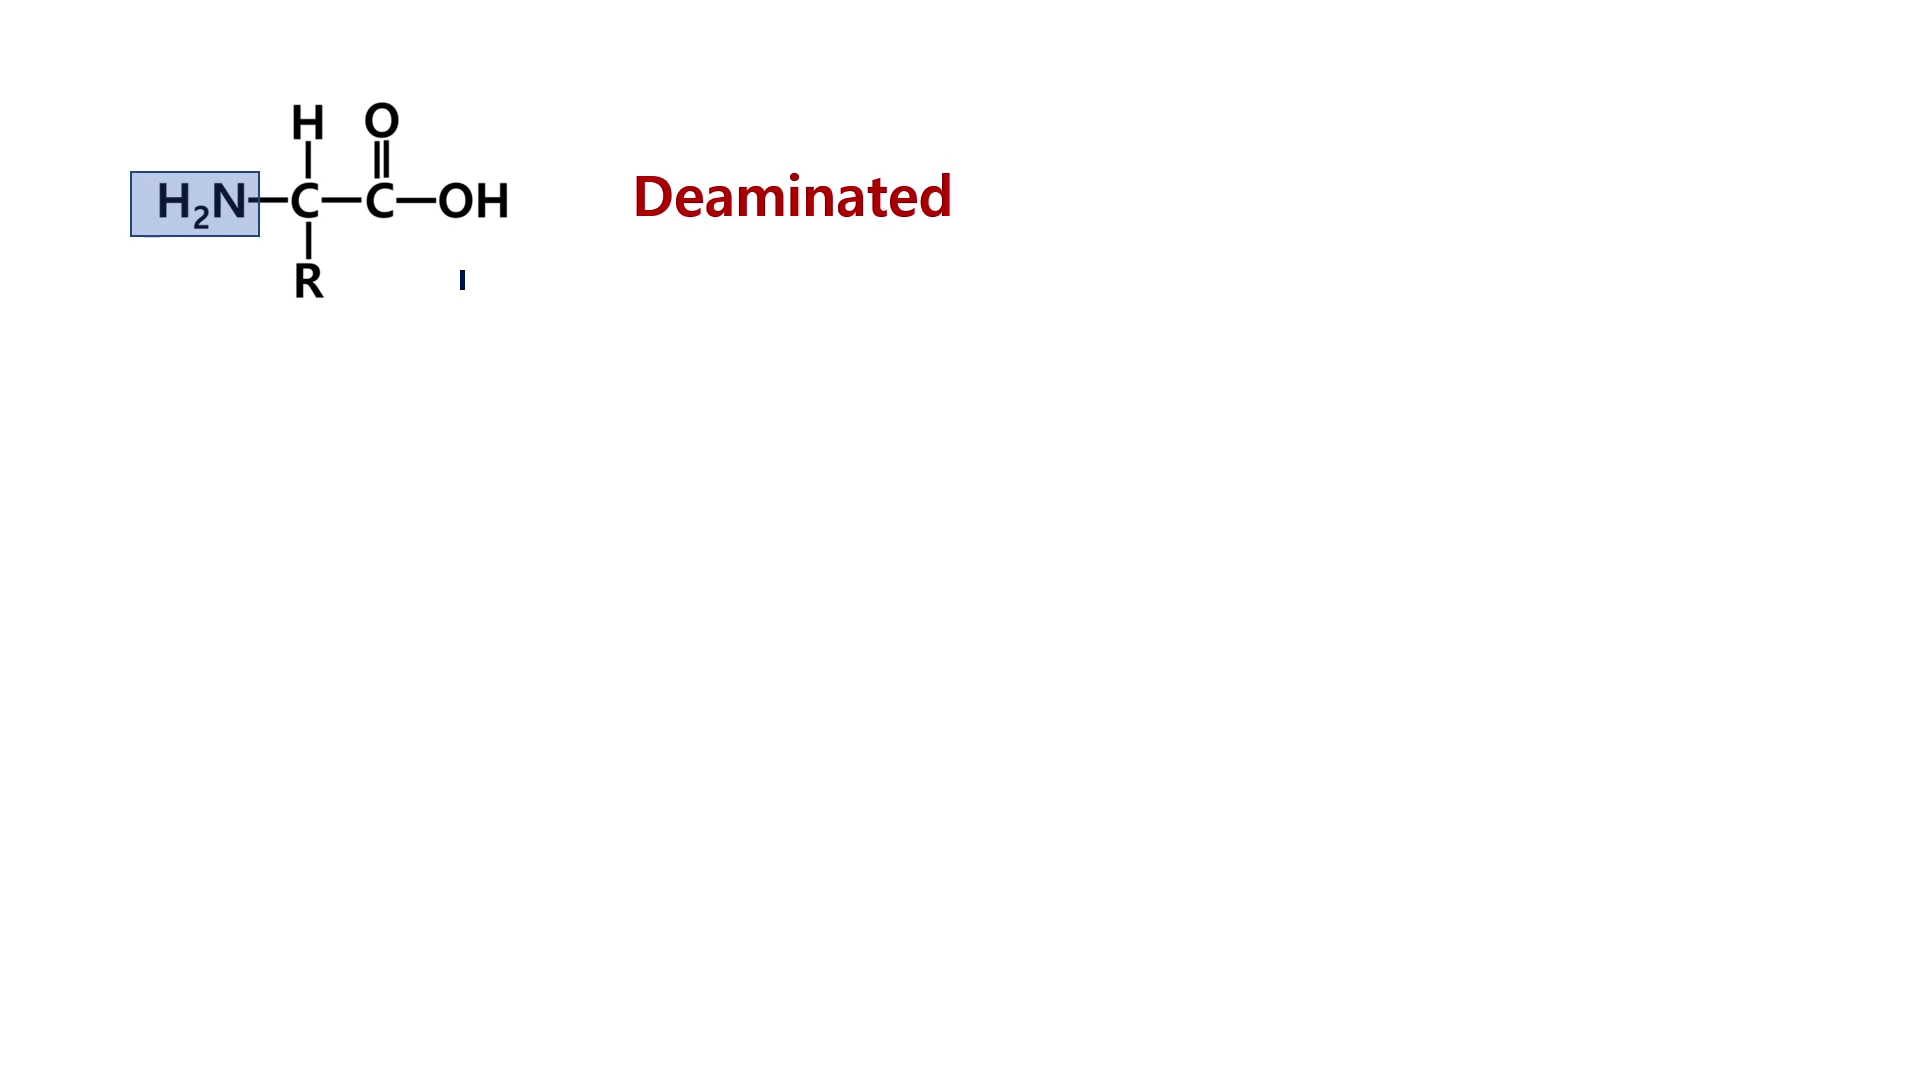 H O
H₂N—C—C—OH
R
Deaminated